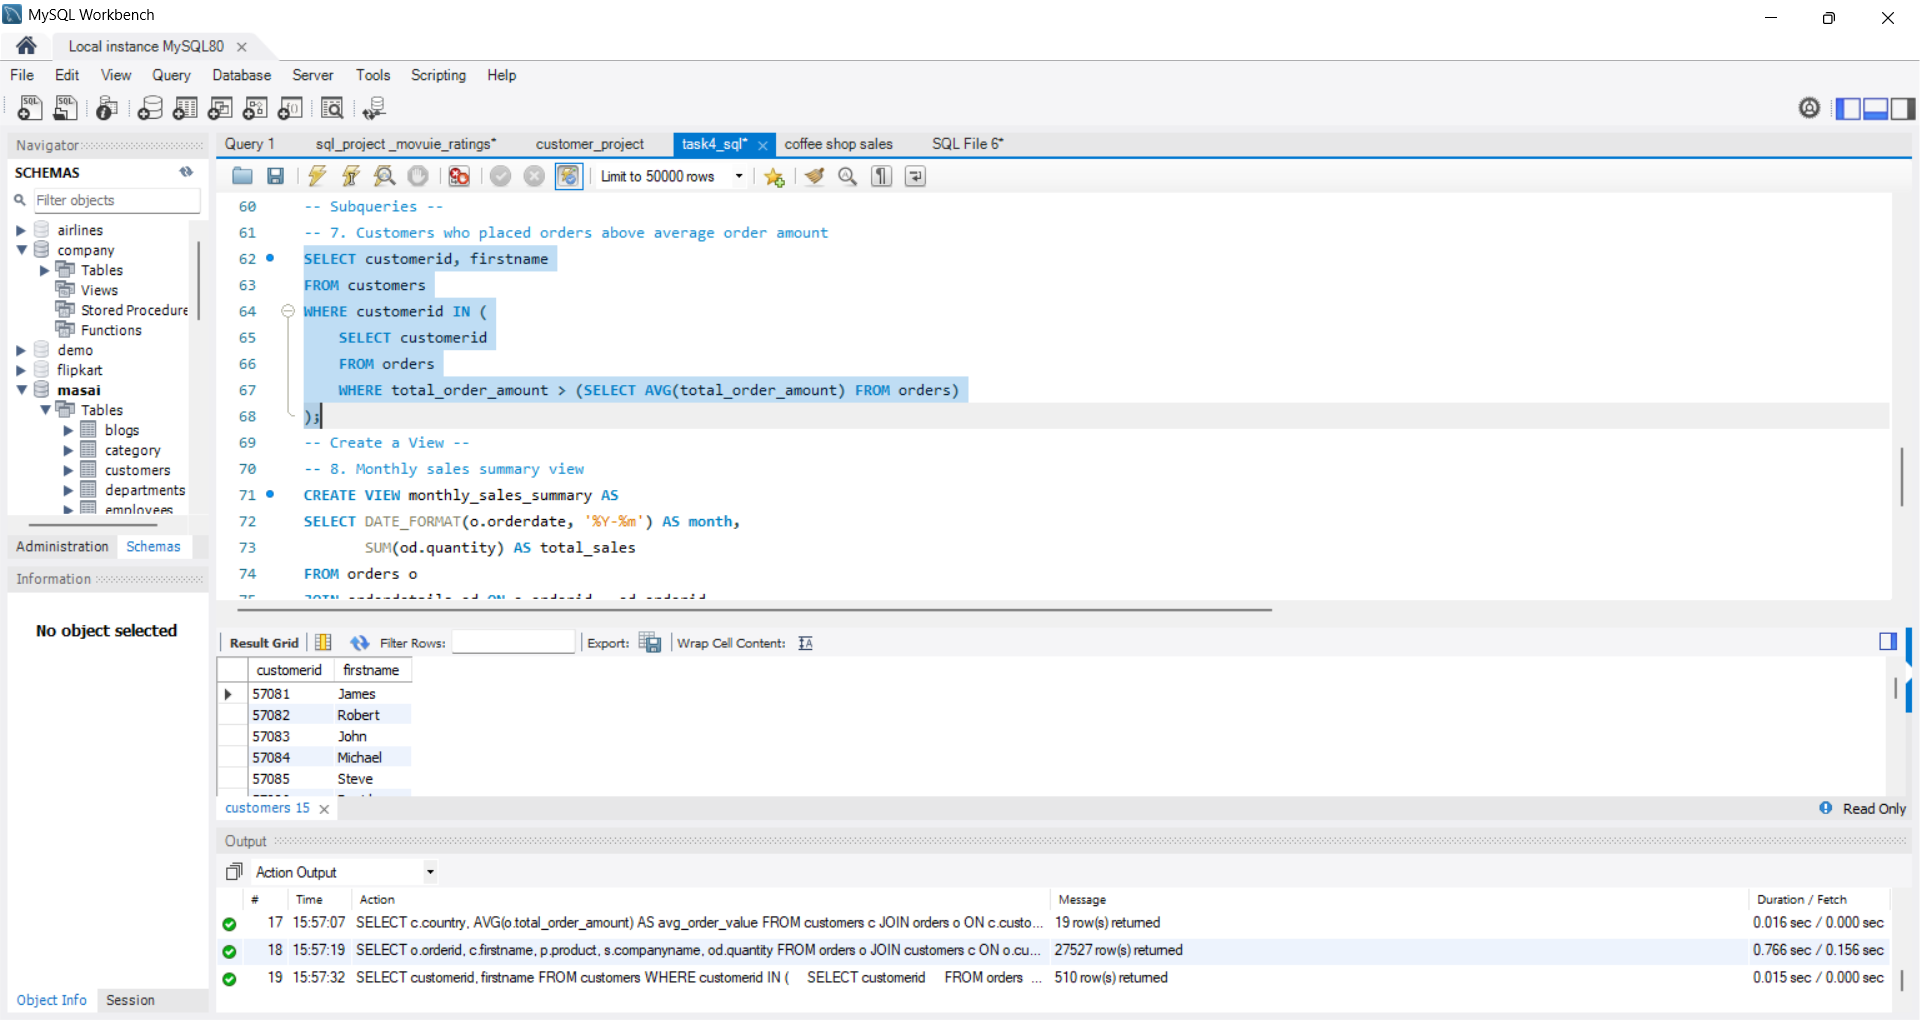 MySQL Workbench
Local instance MySQL80
File Edit View Query Database Server Tools Scripting Help
Navigator
SCHEMAS
Filter objects
airlines
company
Tables
Views
Stored Procedure
Functions
demo
flipkart
masai
Tables
blogs
category
customers
departments
employees
Administration Schemas
Information
No object selected
Object Info Session
Query 1 sql_project _movuie_ratings* customer_project task4_sql* coffee shop sales SQL File 6*
Limit to 50000 rows
60 -- Subqueries --
61 -- 7. Customers who placed orders above average order amount
62 SELECT customerid, firstname
63 FROM customers
64 WHERE customerid IN (
65 SELECT customerid
66 FROM orders
67 WHERE total_order_amount > (SELECT AVG(total_order_amount) FROM orders)
68 );
69 -- Create a View --
70 -- 8. Monthly sales summary view
71 CREATE VIEW monthly_sales_summary AS
72 SELECT DATE_FORMAT(o.orderdate, '%Y-%m') AS month,
73 SUM(od.quantity) AS total_sales
74 FROM orders o
Result Grid Filter Rows: Export: Wrap Cell Content:
customerid firstname
57081 James
57082 Robert
57083 John
57084 Michael
57085 Steve
customers 15
Read Only
Output
Action Output
# Time Action Message Duration / Fetch
17 15:57:07 SELECT c.country, AVG(o.total_order_amount) AS avg_order_value FROM customers c JOIN orders o ON c.custo... 19 row(s) returned 0.016 sec / 0.000 sec
18 15:57:19 SELECT o.orderid, c.firstname, p.product, s.companyname, od.quantity FROM orders o JOIN customers c ON o.cu... 27527 row(s) returned 0.766 sec / 0.156 sec
19 15:57:32 SELECT customerid, firstname FROM customers WHERE customerid IN ( SELECT customerid FROM orders ... 510 row(s) returned 0.015 sec / 0.000 sec